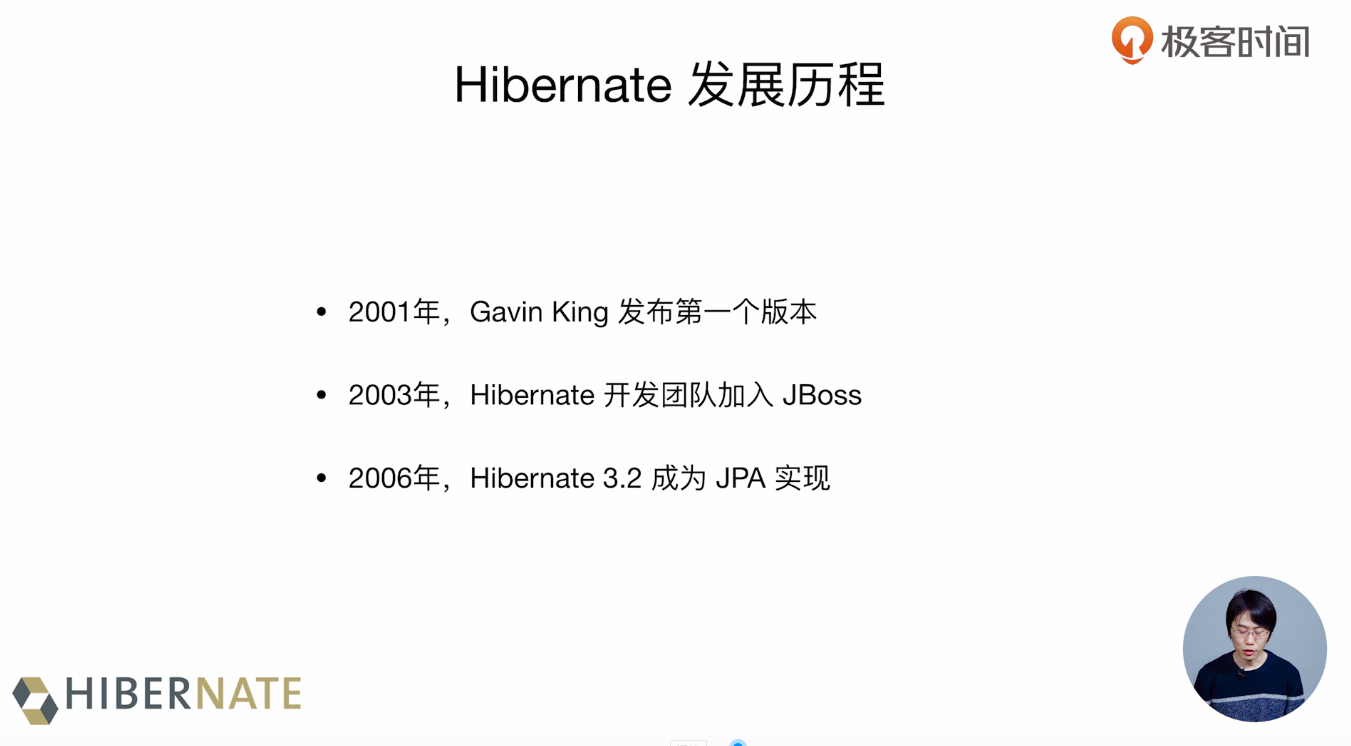 极客时间
Hibernate 发展历程
• 2001年，Gavin King 发布第一个版本
• 2003年，Hibernate 开发团队加入 JBoss
• 2006年，Hibernate 3.2 成为 JPA 实现
HIBERNATE